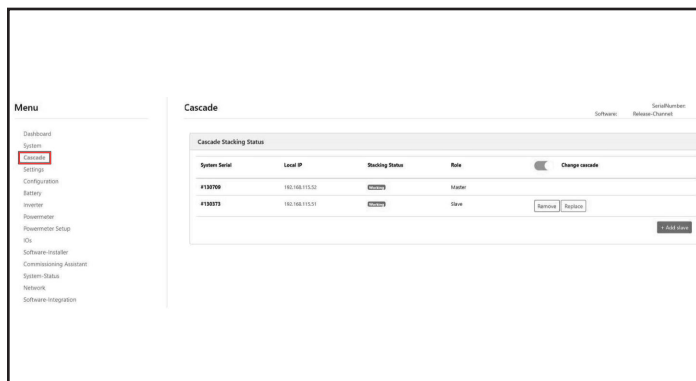 Menu
Dashboard
System
Cascade
Settings
Configuration
Battery
Inverter
Powermeter
Powermeter Setup
IOs
Software-Installer
Commissioning Assistant
System-Status
Network
Software-Integration
Cascade
SerialNumber:
Software: Release-Channel
Cascade Stacking Status
System Serial Local IP Stacking Status Role Change cascade
#130709 192.168.115.52 Working Master
#130373 192.168.115.51 Working Slave Remove Replace
+ Add slave